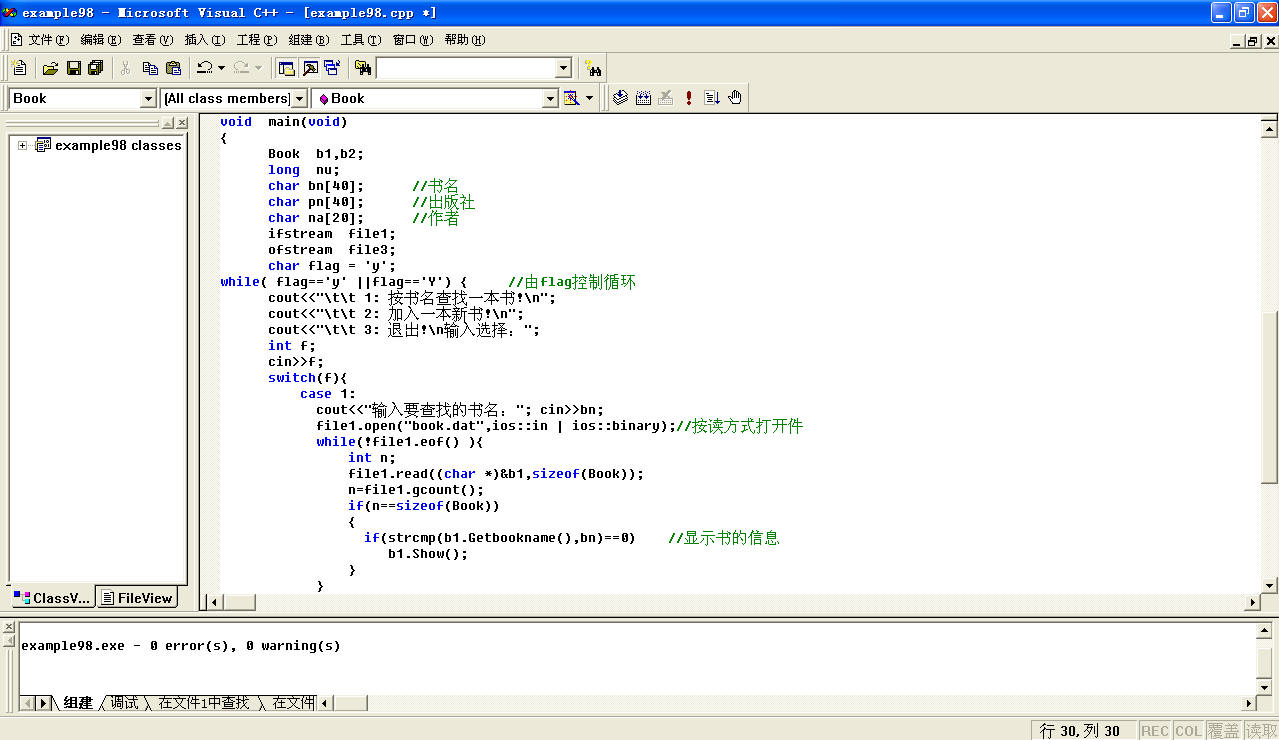 example98 - Microsoft Visual C++ - [example98.cpp *]
文件(F) 编辑(E) 查看(V) 插入(I) 工程(P) 组建(B) 工具(T) 窗口(W) 帮助(H)
Book [All class members] Book
example98 classes
void  main(void)
{
      Book  b1,b2;
      long  nu;
      char bn[40];      //书名
      char pn[40];      //出版社
      char na[20];      //作者
      ifstream  file1;
      ofstream  file3;
      char flag = 'y';
while( flag=='y' ||flag=='Y') {     //由flag控制循环
      cout<<"\t\t 1: 按书名查找一本书!\n";
      cout<<"\t\t 2: 加入一本新书!\n";
      cout<<"\t\t 3: 退出!\n输入选择："; 
      int f;
      cin>>f;
      switch(f){
          case 1:
            cout<<"输入要查找的书名："; cin>>bn;
            file1.open("book.dat",ios::in | ios::binary);//按读方式打开件
            while(!file1.eof() ){
                int n;
                file1.read((char *)&b1,sizeof(Book));
                n=file1.gcount();
                if(n==sizeof(Book))
                {
                  if(strcmp(b1.Getbookname(),bn)==0)    //显示书的信息
                     b1.Show();
                }
            }
ClassV... FileView
example98.exe - 0 error(s), 0 warning(s)
组建 调试 在文件1中查找 在文件
行 30, 列 30 REC COL 覆盖 读取